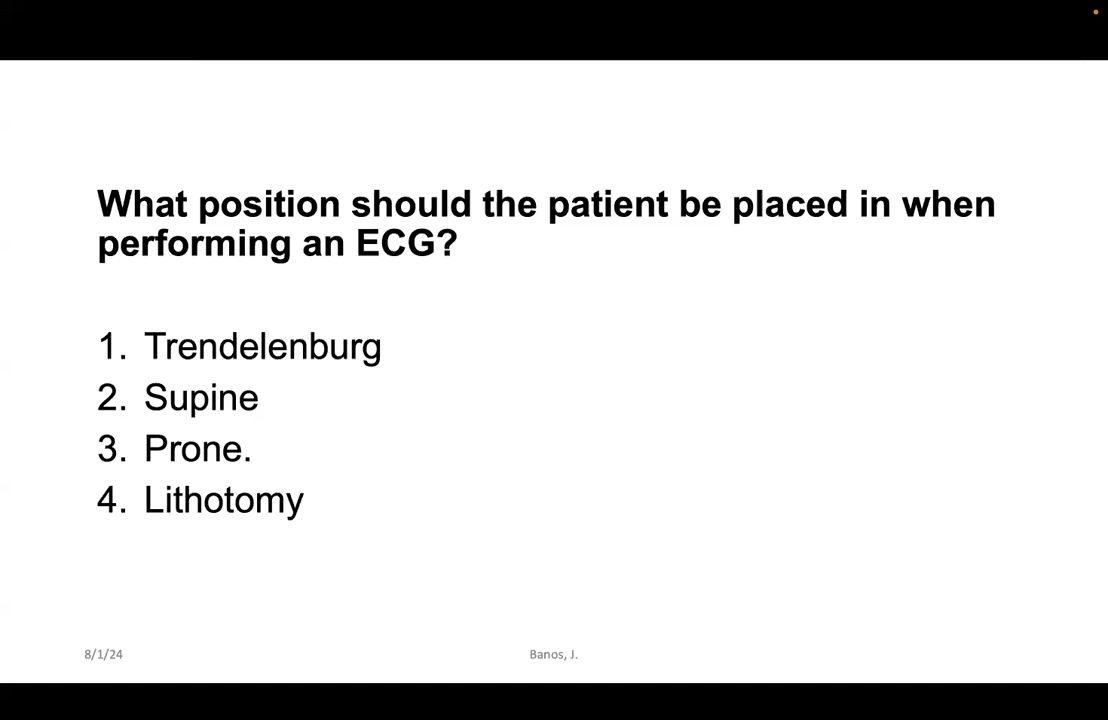 What position should the patient be placed in when
performing an ECG?
1. Trendelenburg
2. Supine
3. Prone.
4. Lithotomy
8/1/24
Banos, J.